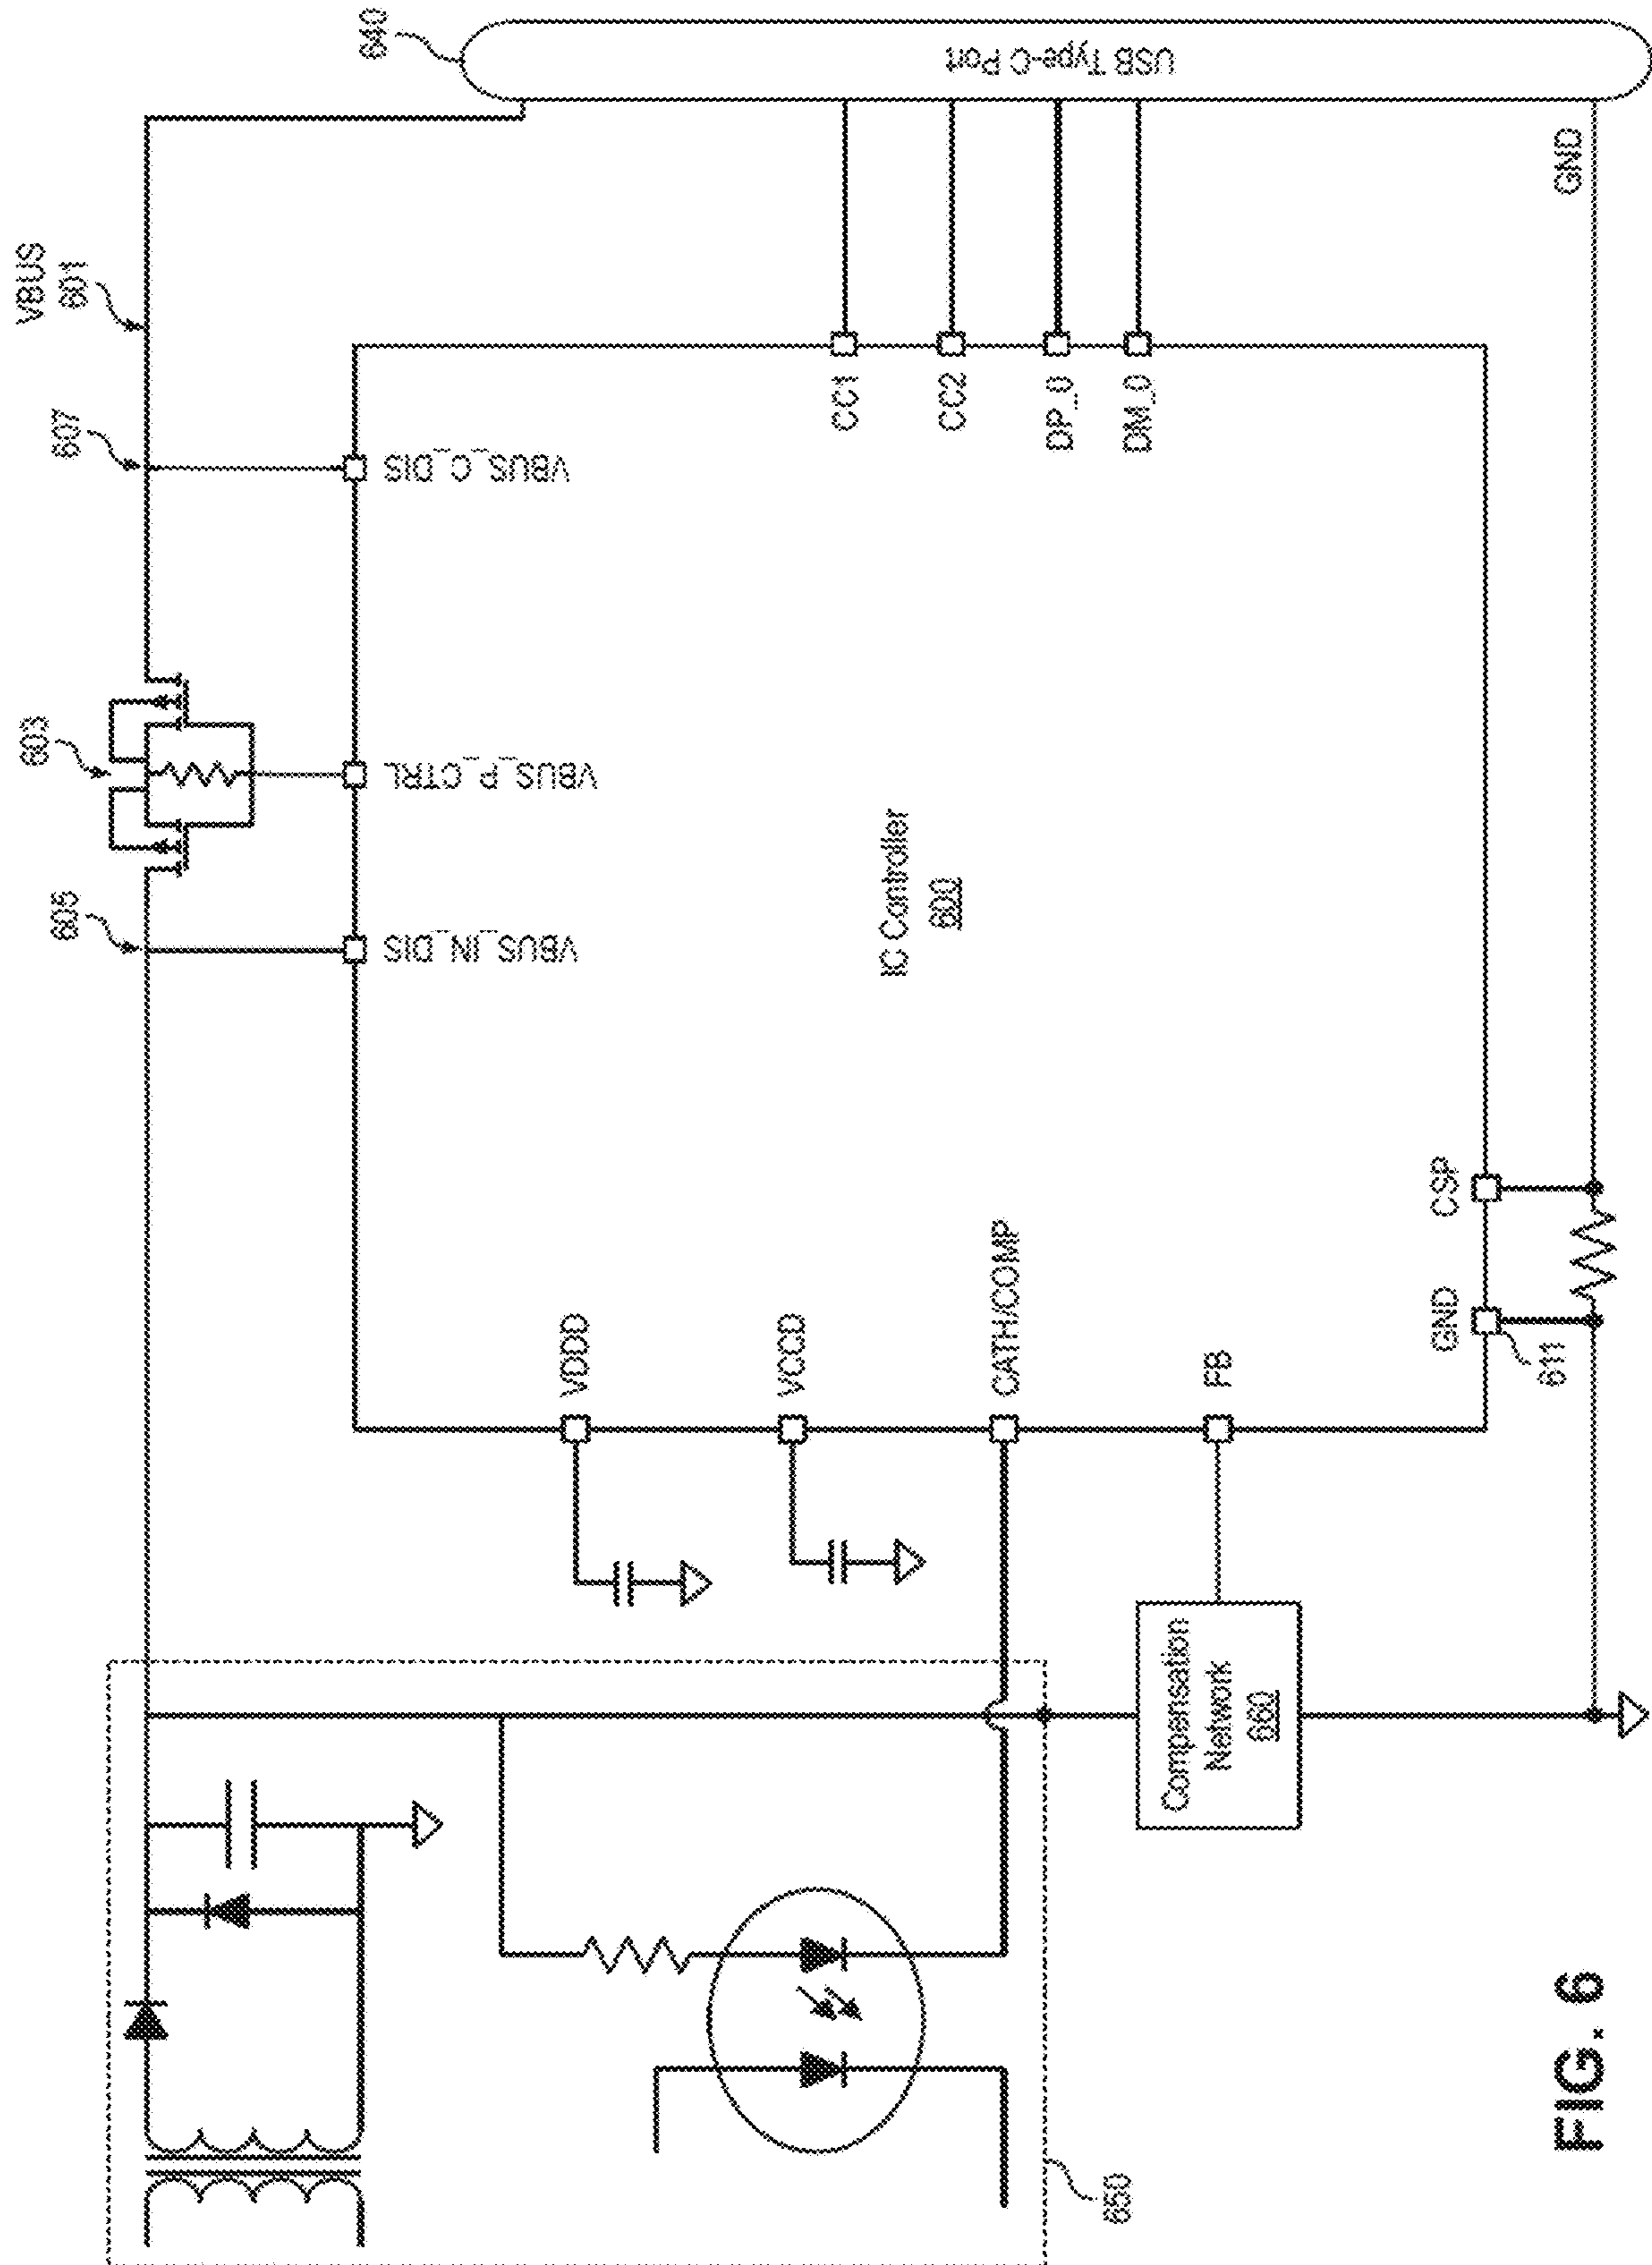 VBUS
601
603
605
607
640
VBUS_IN_DIS
VBUS_P_CTRL
VBUS_C_DIS
VDDD
VCCD
CATH/COMP
FB
IC Controller
600
CC1
CC2
DP_0
DM_0
USB Type-C Port
650
Compensation
Network
660
GND
CSP
611
GND
FIG. 6